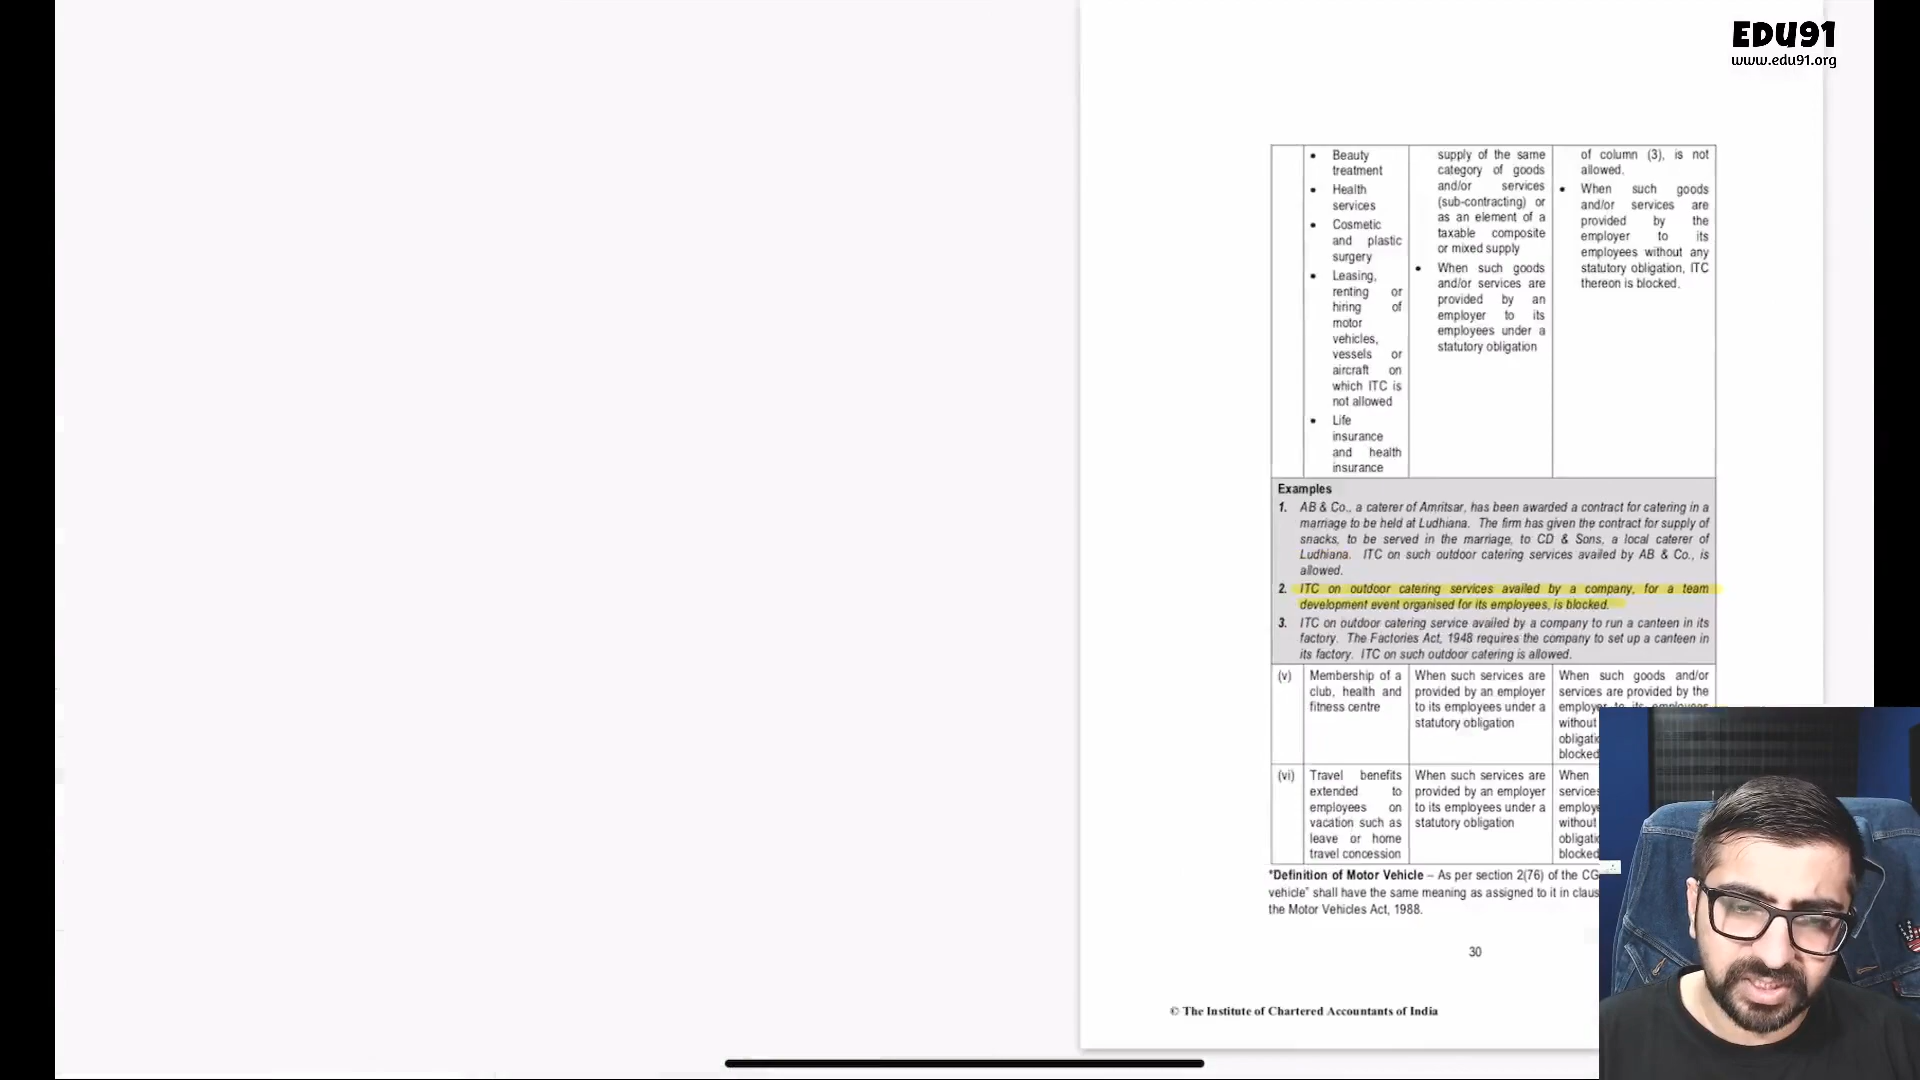 EDU91
www.edu91.org
• Beauty
treatment
• Health
services
• Cosmetic
and plastic
surgery
• Leasing,
renting or
hiring of
motor
vehicles,
vessels or
aircraft on
which ITC is
not allowed
• Life
insurance
and health
insurance
supply of the same
category of goods
and/or services
(sub-contracting) or
as an element of a
taxable composite
or mixed supply
• When such goods
and/or services are
provided by an
employer to its
employees under a
statutory obligation
of column (3), is not
allowed.
• When such goods
and/or services are
provided by the
employer to its
employees without any
statutory obligation, ITC
thereon is blocked.
Examples
1. AB & Co., a caterer of Amritsar, has been awarded a contract for catering in a
marriage to be held at Ludhiana. The firm has given the contract for supply of
snacks, to be served in the marriage, to CD & Sons, a local caterer of
Ludhiana. ITC on such outdoor catering services availed by AB & Co., is
allowed.
2. ITC on outdoor catering services availed by a company, for a team
development event organised for its employees, is blocked.
3. ITC on outdoor catering service availed by a company to run a canteen in its
factory. The Factories Act, 1948 requires the company to set up a canteen in
its factory. ITC on such outdoor catering is allowed.
(v)
Membership of a
club, health and
fitness centre
When such services are
provided by an employer
to its employees under a
statutory obligation
When such goods and/or
services are provided by the
employer to its employees
without
blocked
(vi)
Travel benefits
extended to
employees on
vacation such as
leave or home
travel concession
When such services are
provided by an employer
to its employees under a
statutory obligation
When
without
blocked
*Definition of Motor Vehicle – As per section 2(76) of the CG
vehicle" shall have the same meaning as assigned to it in
the Motor Vehicles Act, 1988.
30
© The Institute of Chartered Accountants of India